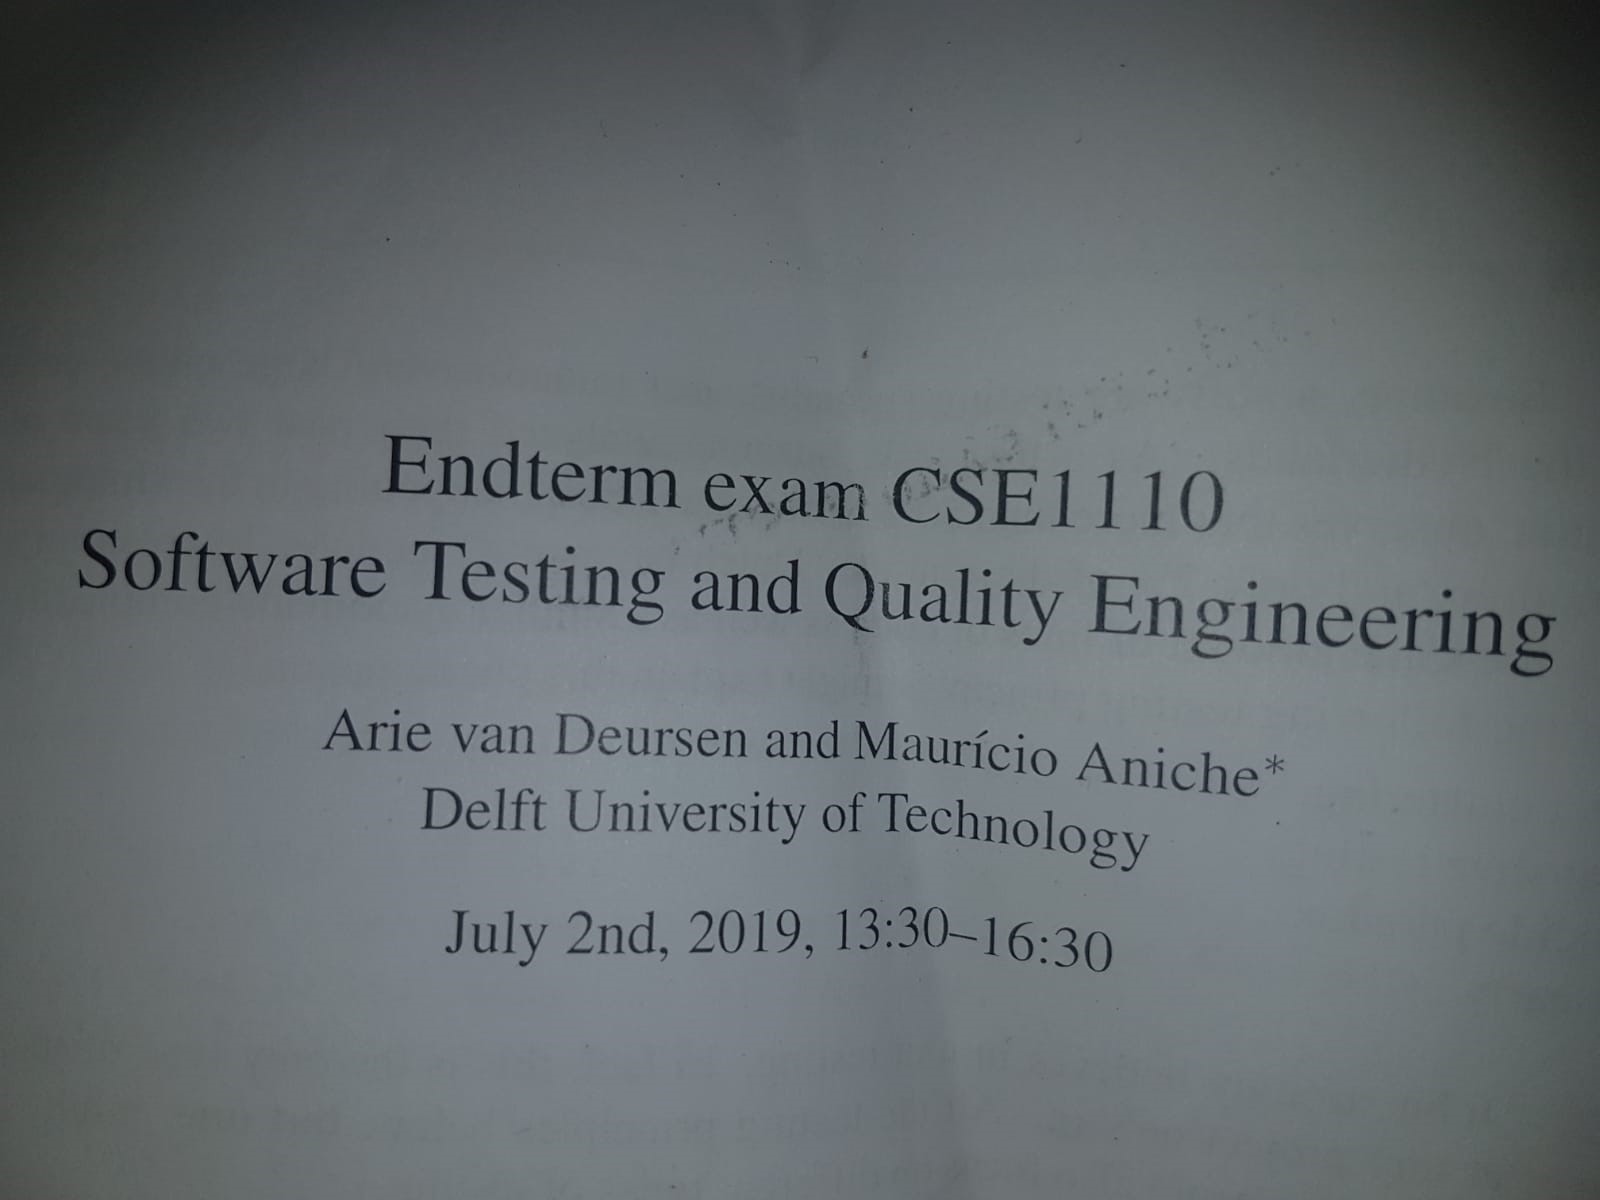 Endterm exam CSE1110
Software Testing and Quality Engineering
Arie van Deursen and Maurício Aniche*
Delft University of Technology
July 2nd, 2019, 13:30–16:30